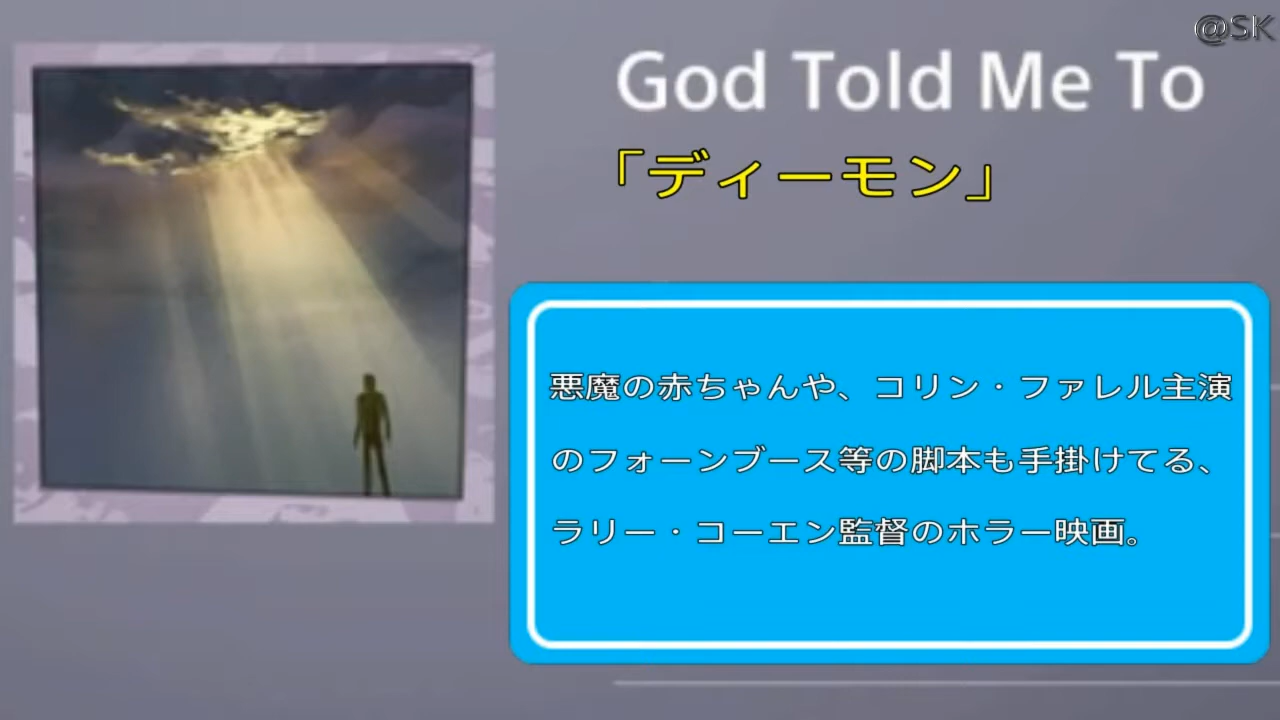 @SK
God Told Me To
「ディーモン」
悪魔の赤ちゃんや、コリン・ファレル主演
のフォーンブース等の脚本も手掛けてる、
ラリー・コーエン監督のホラー映画。